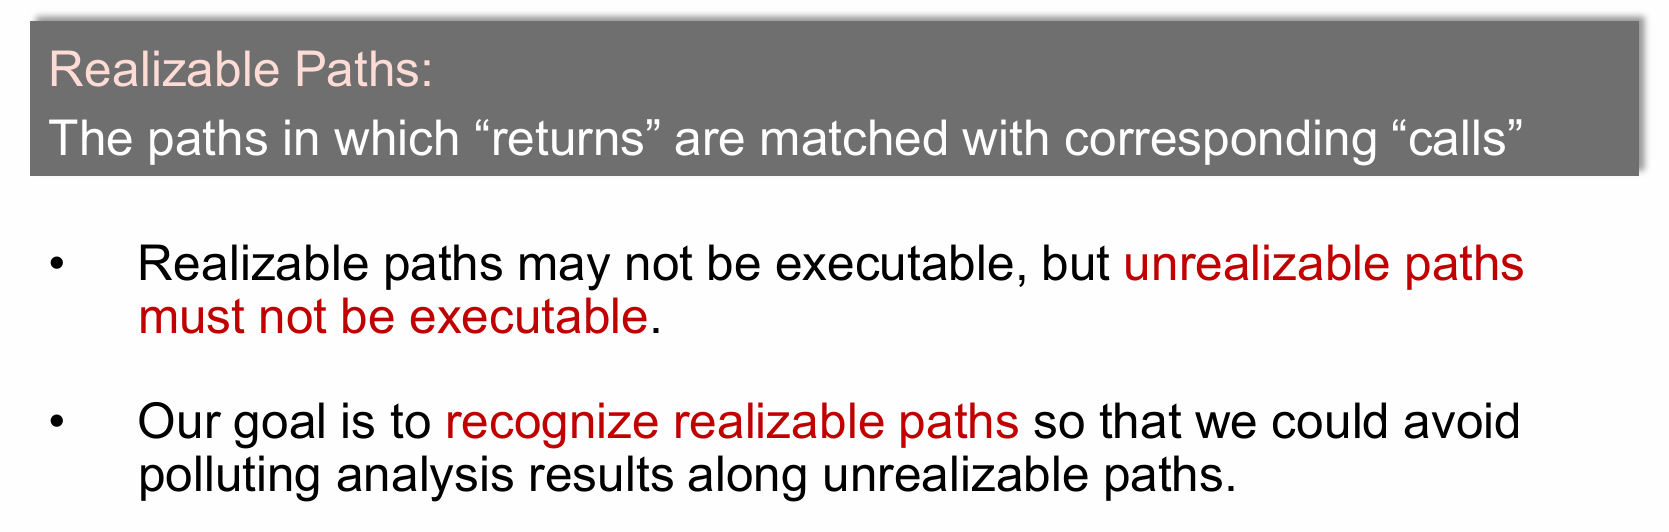 Realizable Paths:
The paths in which “returns” are matched with corresponding “calls”
• Realizable paths may not be executable, but unrealizable paths
must not be executable.
• Our goal is to recognize realizable paths so that we could avoid
polluting analysis results along unrealizable paths.